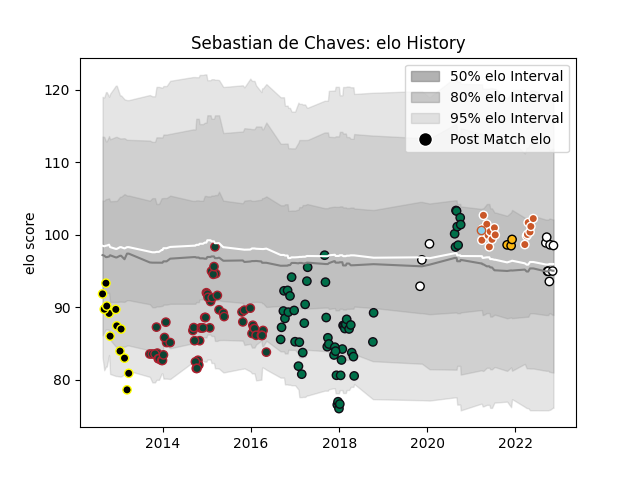 Sebastian de Chaves: elo History
50% elo Interval
80% elo Interval
95% elo Interval
Post Match elo
elo score
120
110
100
90
80
2014
2016
2018
2020
2022